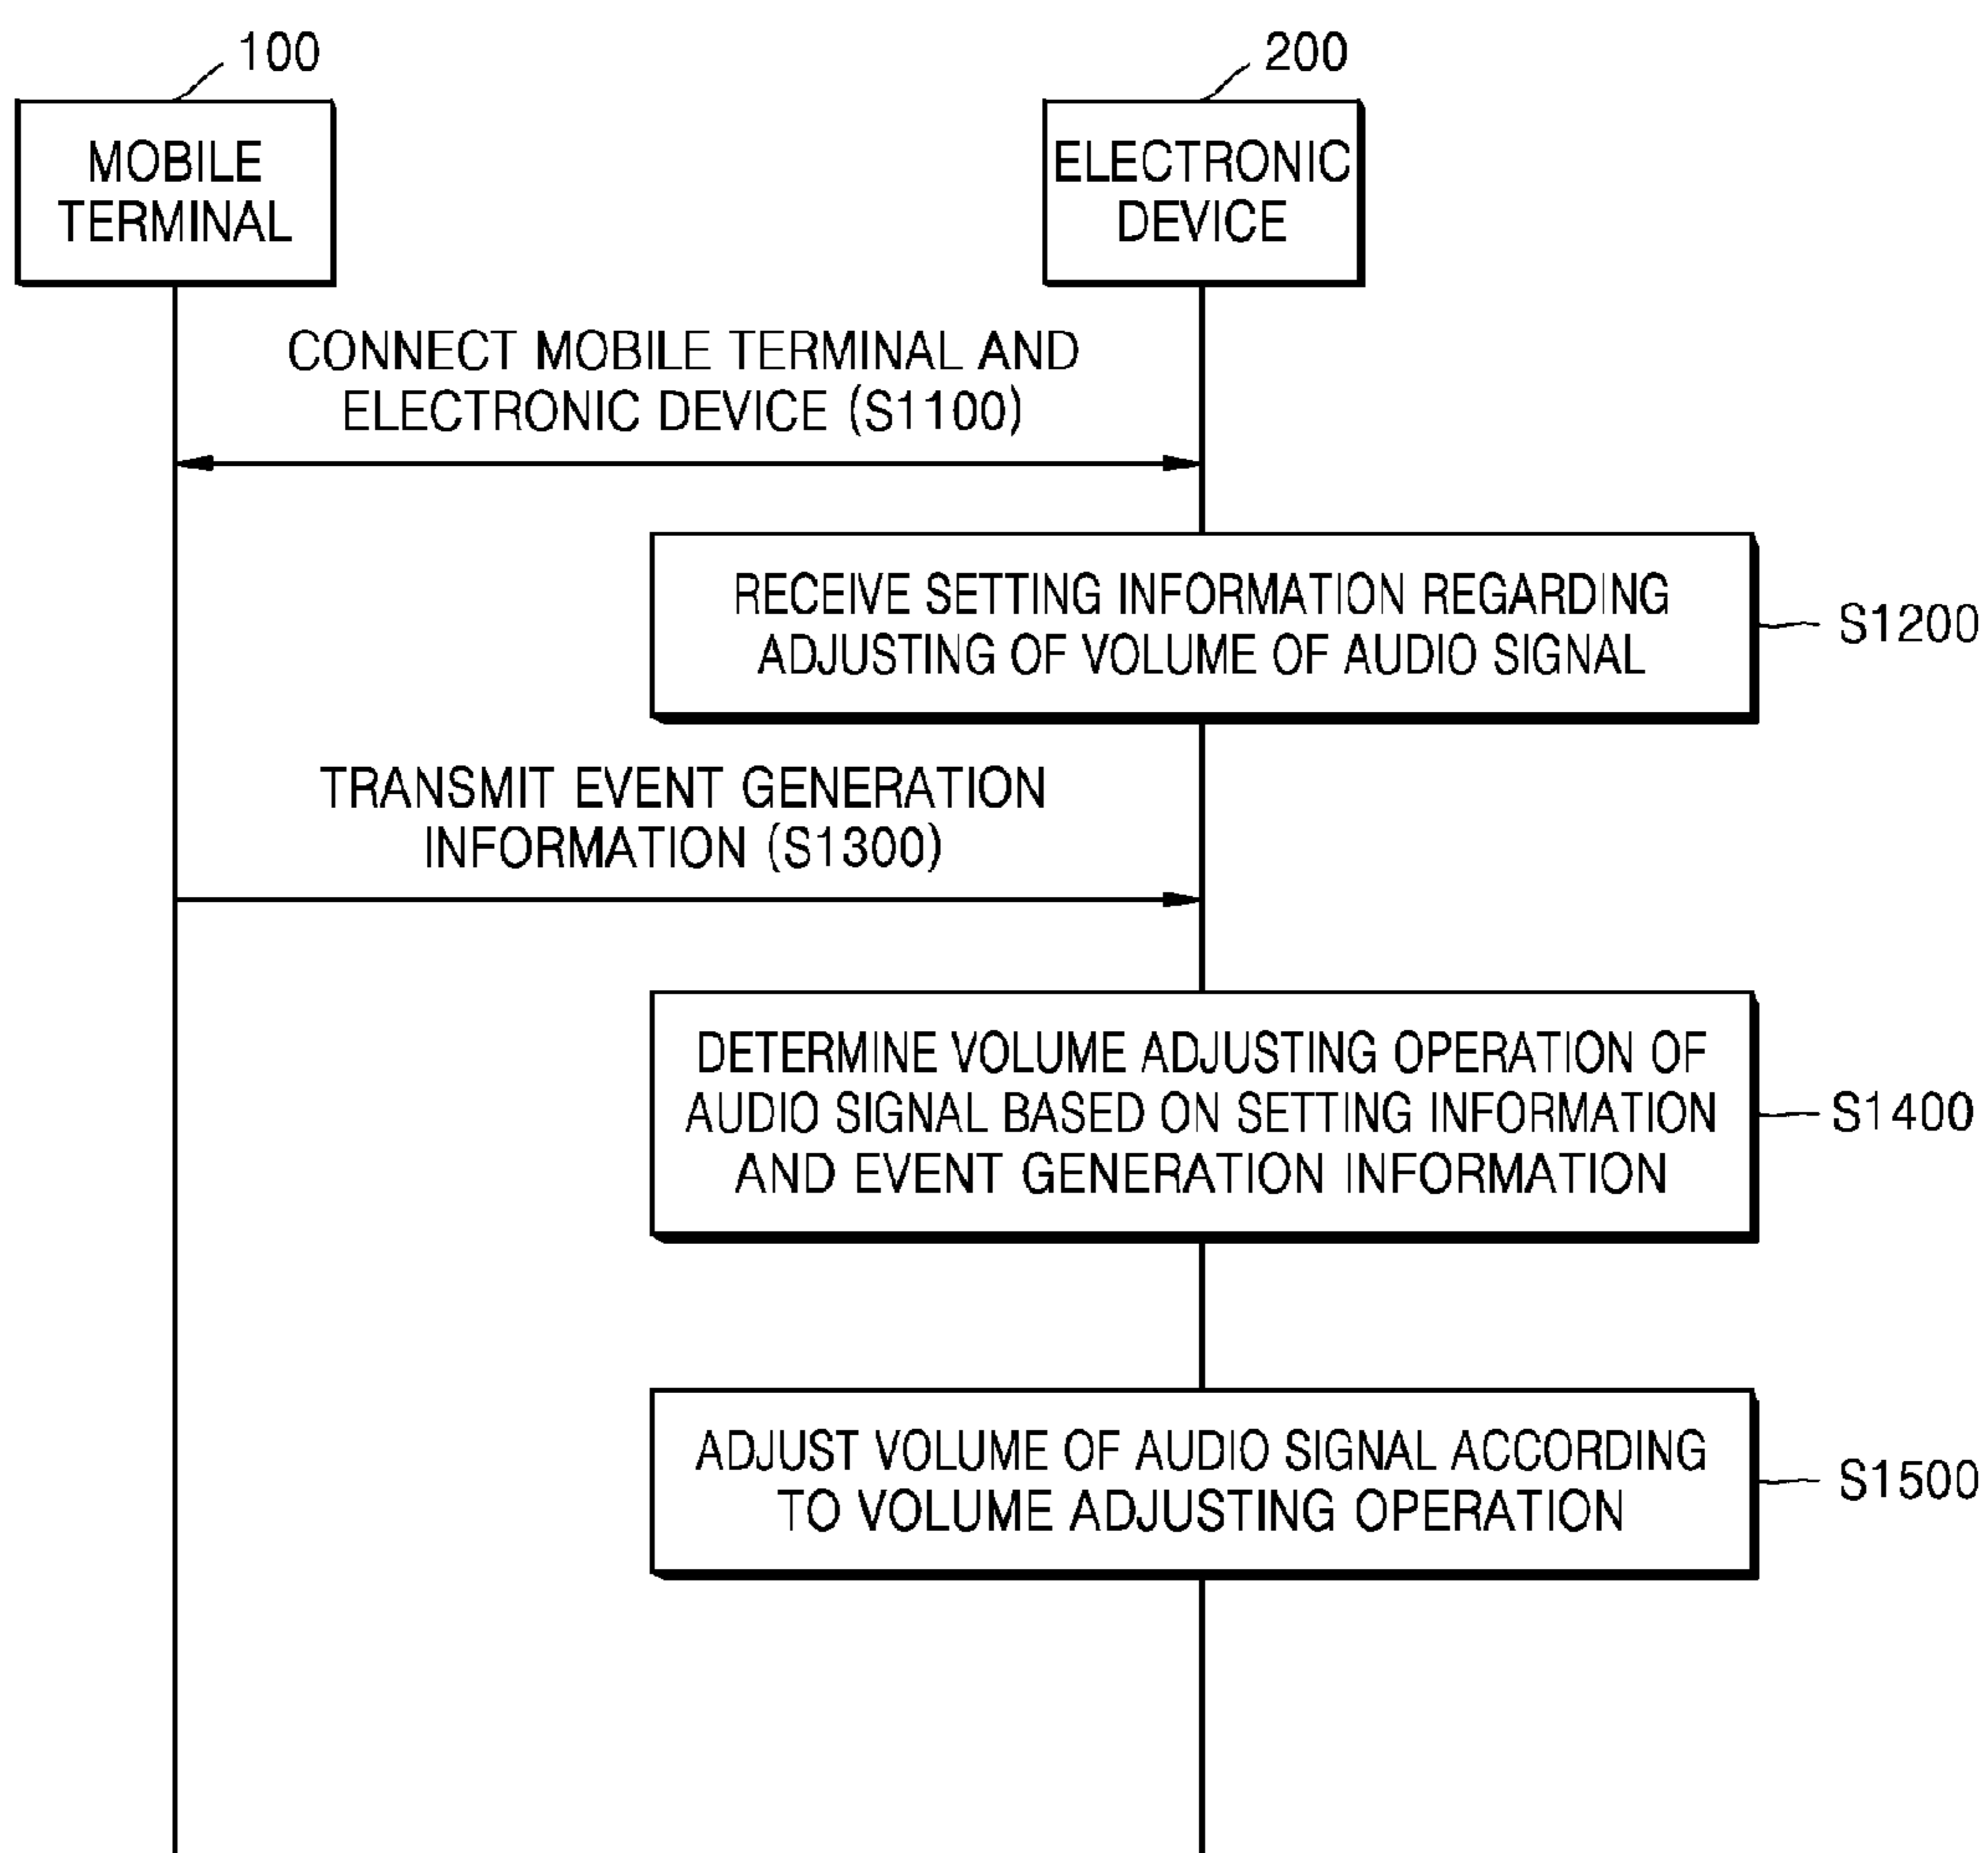 100
200
MOBILE
TERMINAL
ELECTRONIC
DEVICE
CONNECT MOBILE TERMINAL AND
ELECTRONIC DEVICE (S1100)
RECEIVE SETTING INFORMATION REGARDING
ADJUSTING OF VOLUME OF AUDIO SIGNAL
S1200
TRANSMIT EVENT GENERATION
INFORMATION (S1300)
DETERMINE VOLUME ADJUSTING OPERATION OF
AUDIO SIGNAL BASED ON SETTING INFORMATION
AND EVENT GENERATION INFORMATION
S1400
ADJUST VOLUME OF AUDIO SIGNAL ACCORDING
TO VOLUME ADJUSTING OPERATION
S1500